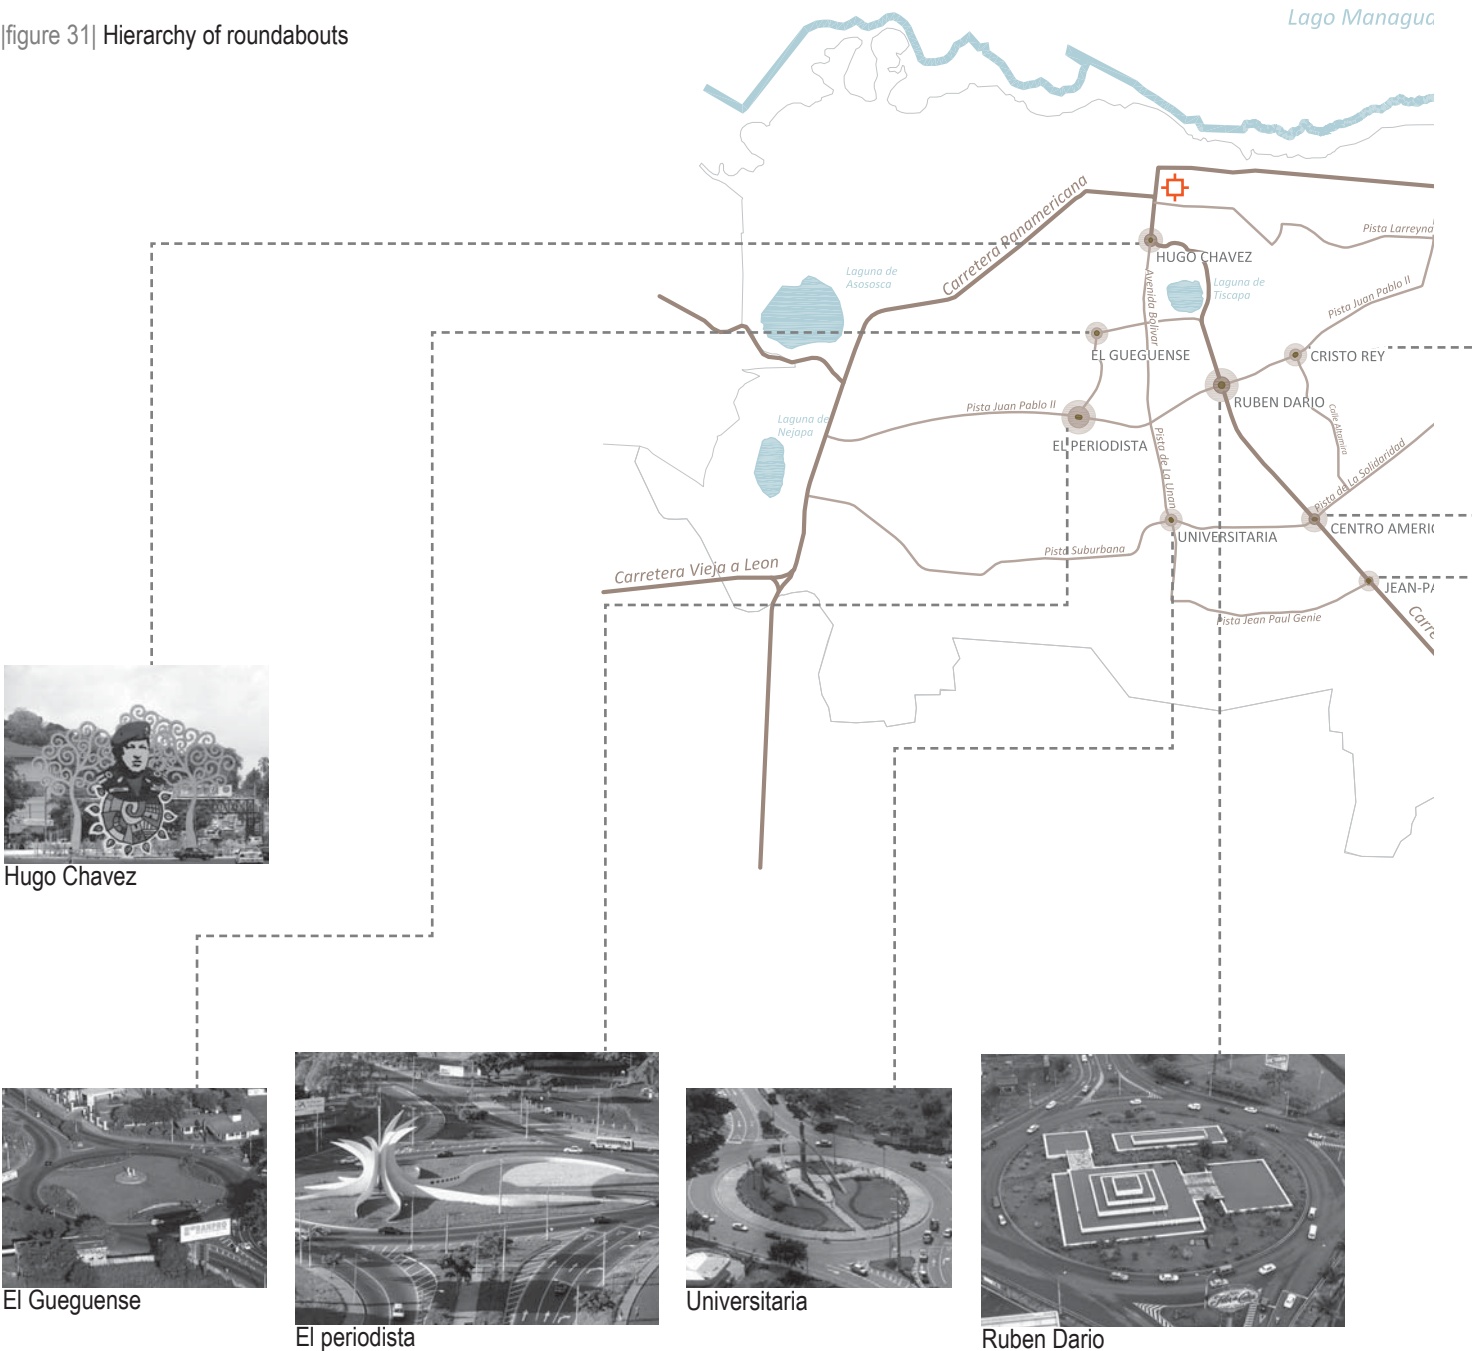 |figure 31| Hierarchy of roundabouts
Lago Managua
Carretera Panamericana
Pista Larreyna
HUGO CHAVEZ
Laguna de
Asososca
Laguna de
Tiscapa
Avenida Bolivar
Pista Juan Pablo II
EL GUEGUENSE
CRISTO REY
RUBEN DARIO
Pista Juan Pablo II
Laguna de
Nejapa
EL PERIODISTA
Calle Altamira
Pista de La Unan
Pista de La Solidaridad
UNIVERSITARIA
CENTRO AMERIC
Pista Suburbana
Carretera Vieja a Leon
JEAN-PA
Pista Jean Paul Genie
Carre
Hugo Chavez
El Gueguense
El periodista
Universitaria
Ruben Dario